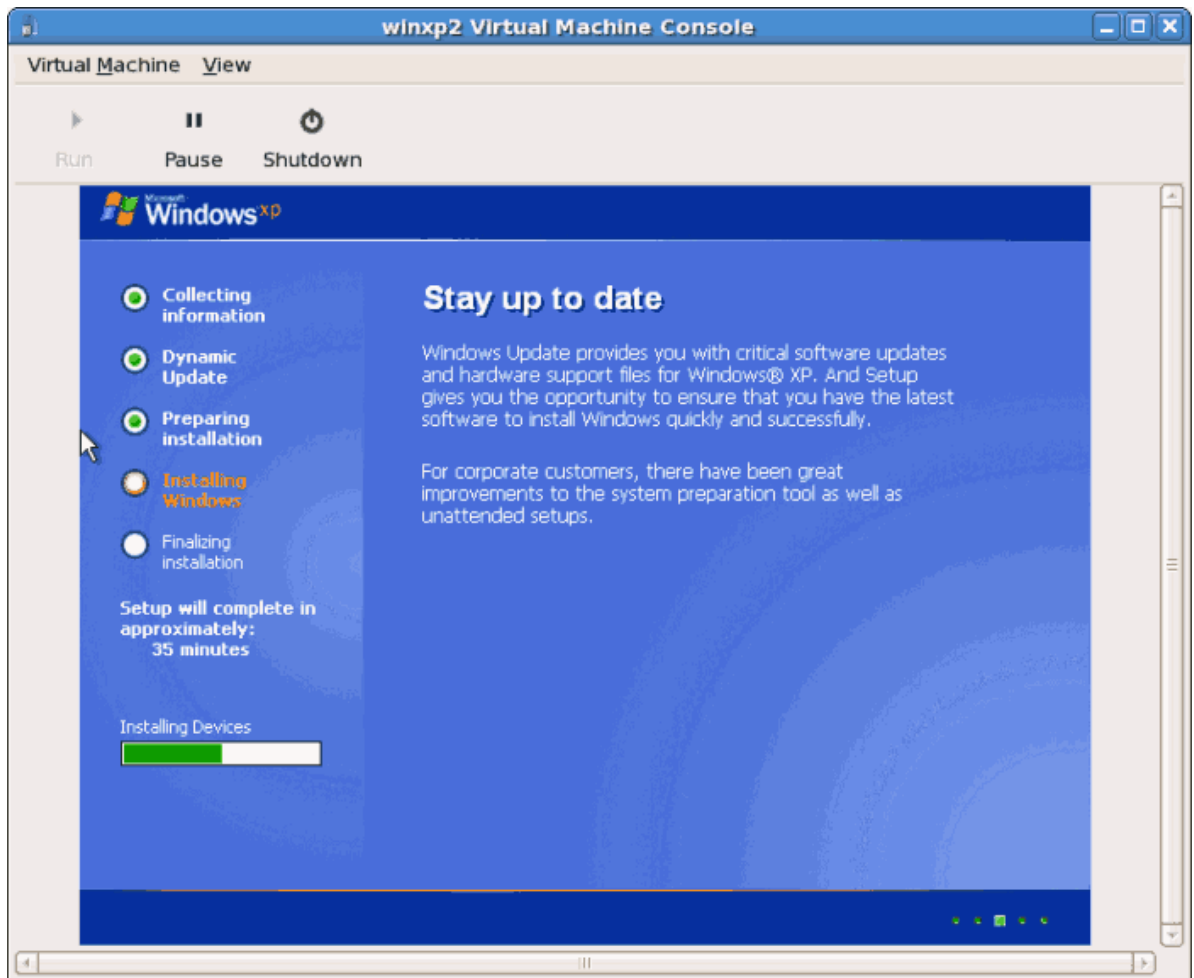 winxp2 Virtual Machine Console
Virtual Machine View
Run Pause Shutdown
Microsoft
Windows xp
Collecting
information
Dynamic
Update
Preparing
installation
Installing
Windows
Finalizing
installation
Setup will complete in
approximately:
35 minutes
Installing Devices
Stay up to date
Windows Update provides you with critical software updates
and hardware support files for Windows® XP. And Setup
gives you the opportunity to ensure that you have the latest
software to install Windows quickly and successfully.
For corporate customers, there have been great
improvements to the system preparation tool as well as
unattended setups.